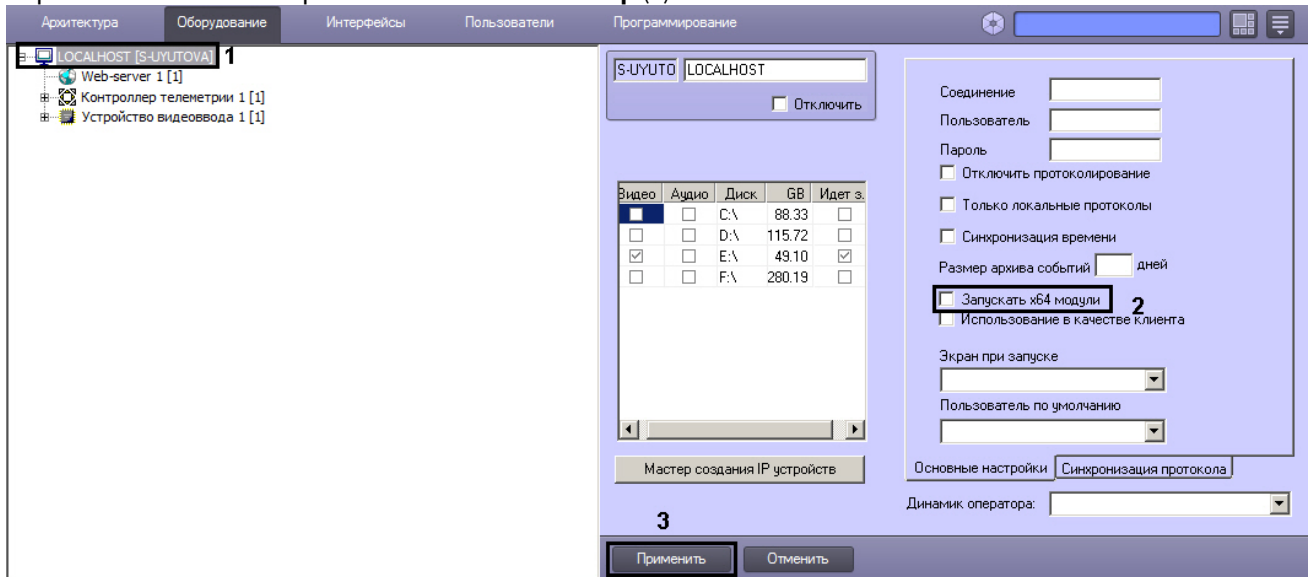 Архитектура Оборудование Интерфейсы Пользователи Программирование
LOCALHOST [S-UYUTOVA] 1
Web-server 1 [1]
Контроллер телеметрии 1 [1]
Устройство видеоввода 1 [1]
S-UYUTO LOCALHOST
Отключить
Видео Аудио Диск GB Идет з.
C:\ 88.33
D:\ 115.72
E:\ 49.10
F:\ 280.19
Мастер создания IP устройств
Соединение
Пользователь
Пароль
Отключить протоколирование
Только локальные протоколы
Синхронизация времени
Размер архива событий дней
Запускать x64 модули 2
Использование в качестве клиента
Экран при запуске
Пользователь по умолчанию
Основные настройки Синхронизация протокола
Динамик оператора:
3
Применить Отменить